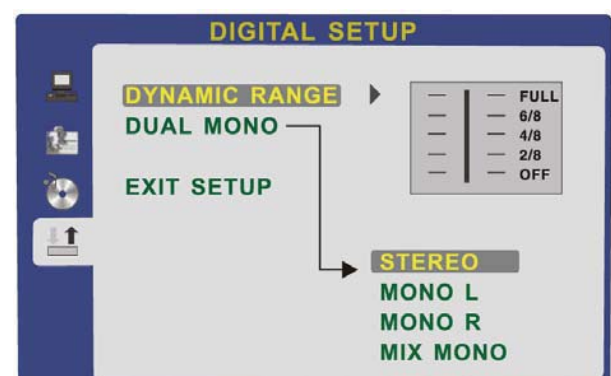 DIGITAL SETUP
DYNAMIC RANGE
DUAL MONO
EXIT SETUP
FULL
6/8
4/8
2/8
OFF
STEREO
MONO L
MONO R
MIX MONO